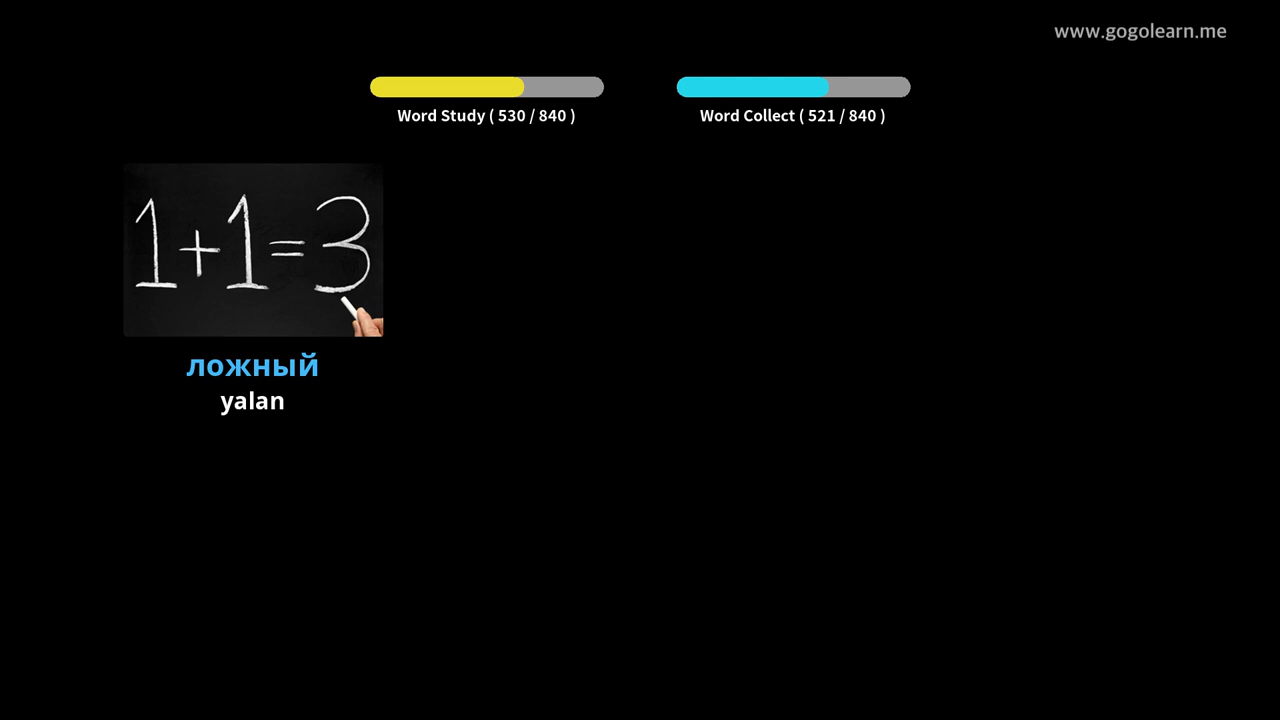 www.gogolearn.me
Word Study ( 530 / 840 )
Word Collect ( 521 / 840 )
1+1=3
ложный
yalan